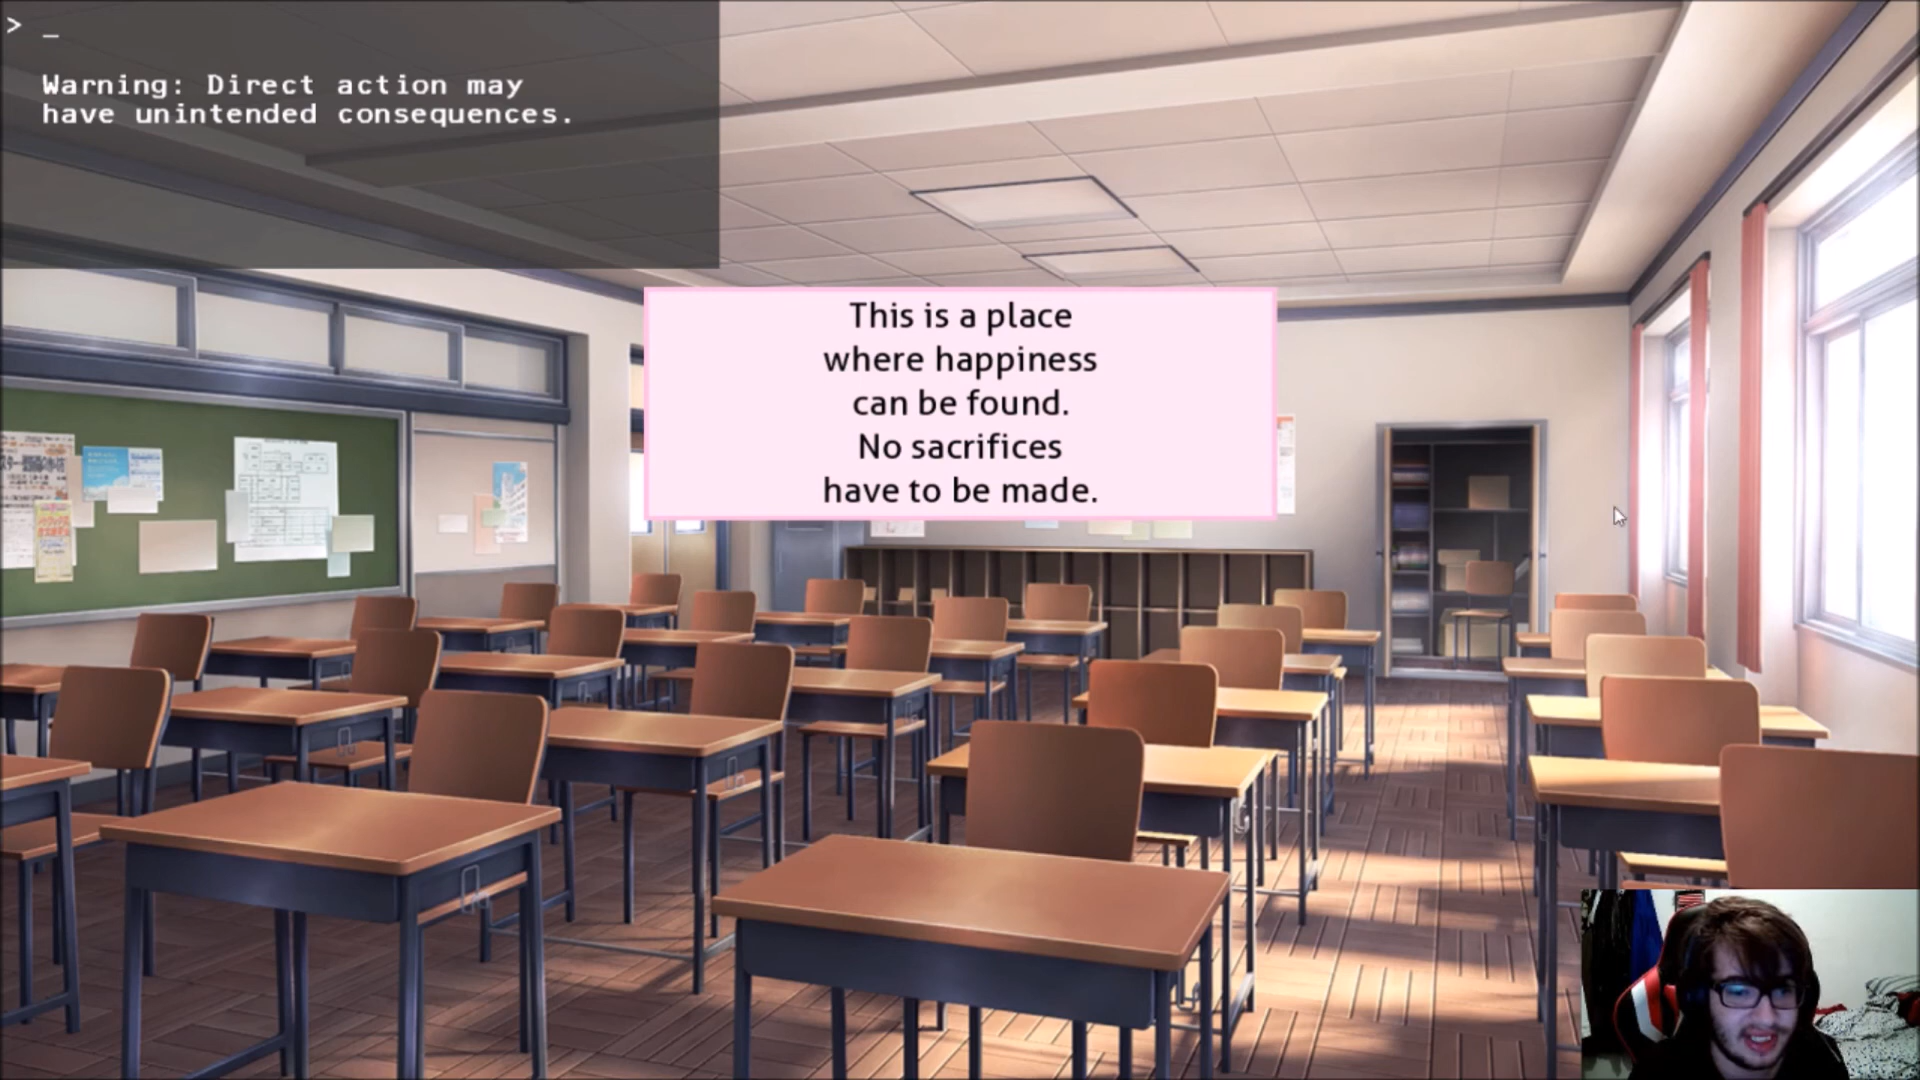 > _
Warning: Direct action may
have unintended consequences.
This is a place
where happiness
can be found.
No sacrifices
have to be made.